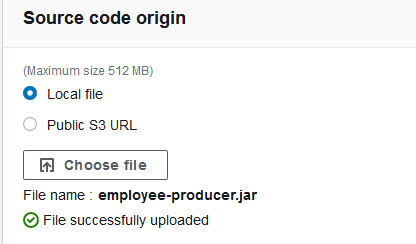 Source code origin
(Maximum size 512 MB)
Local file
Public S3 URL
Choose file
File name : employee-producer.jar
File successfully uploaded